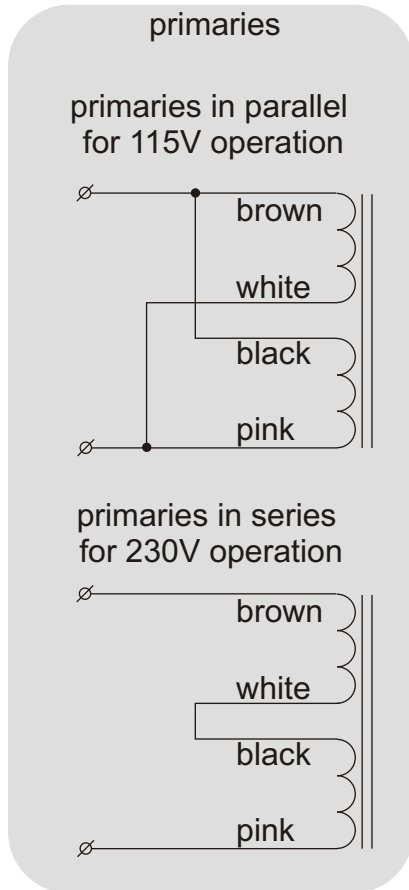 primaries
primaries in parallel
for 115V operation
brown
white
black
pink
primaries in series
for 230V operation
brown
white
black
pink